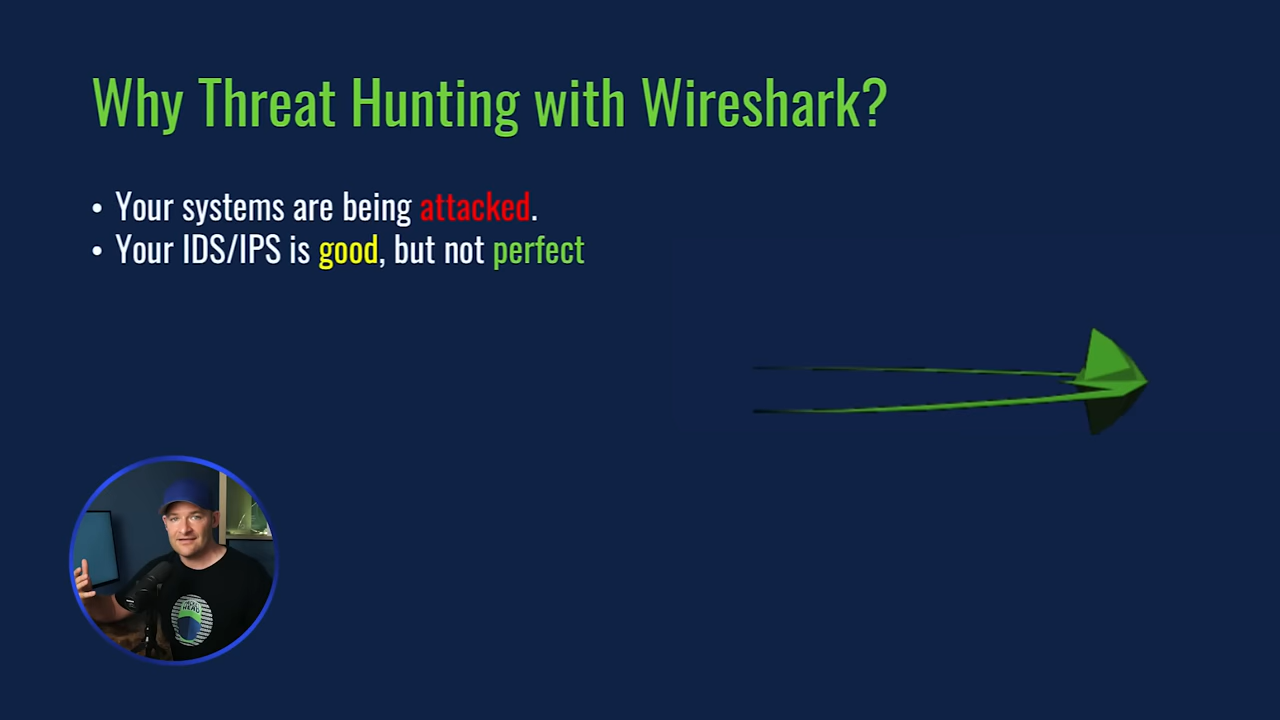 Why Threat Hunting with Wireshark?
• Your systems are being attacked.
• Your IDS/IPS is good, but not perfect